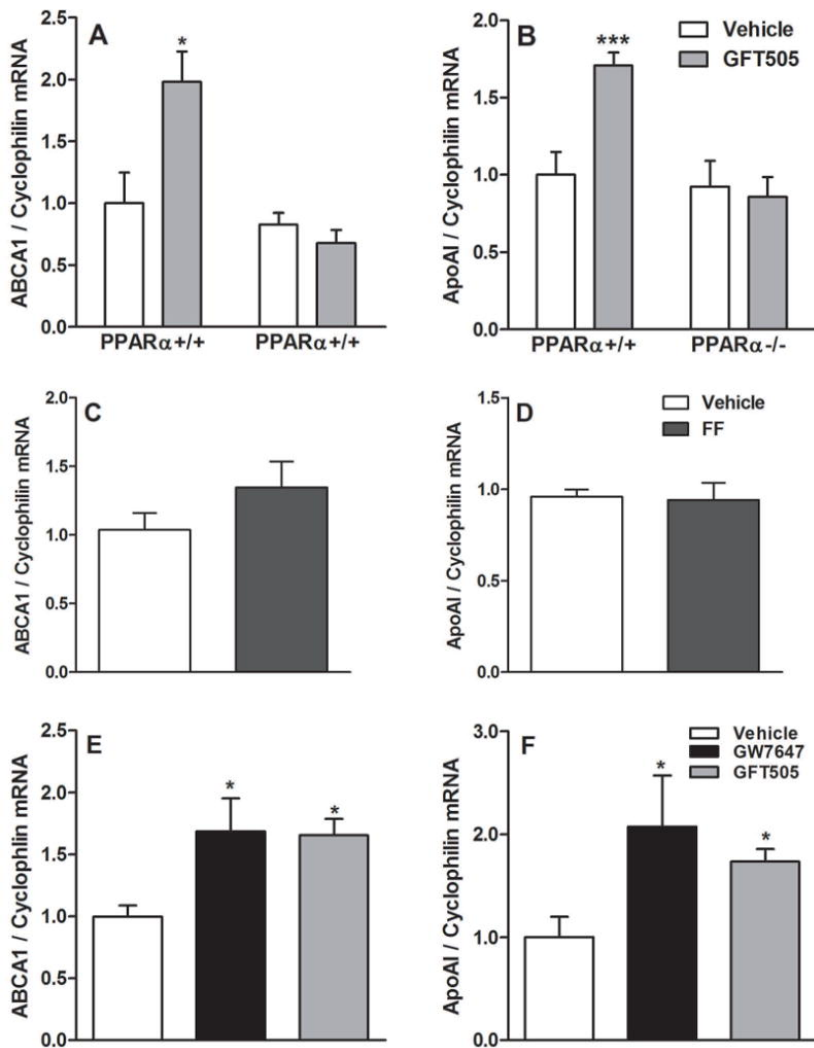 A
ABCA1 / Cyclophilin mRNA
2.5
2.0
1.5
1.0
0.5
0.0
*
PPARα+/+ PPARα+/+
B
ApoAI / Cyclophilin mRNA
2.0
1.5
1.0
0.5
0.0
***
Vehicle
GFT505
PPARα+/+ PPARα-/-
C
ABCA1 / Cyclophilin mRNA
2.0
1.5
1.0
0.5
0.0
D
ApoAI / Cyclophilin mRNA
1.5
1.0
0.5
0.0
Vehicle
FF
E
ABCA1 / Cyclophlin mRNA
2.5
2.0
1.5
1.0
0.5
0.0
*
*
F
ApoAI / Cyclophilin mRNA
3.0
2.0
1.0
0.0
*
*
Vehicle
GW7647
GFT505